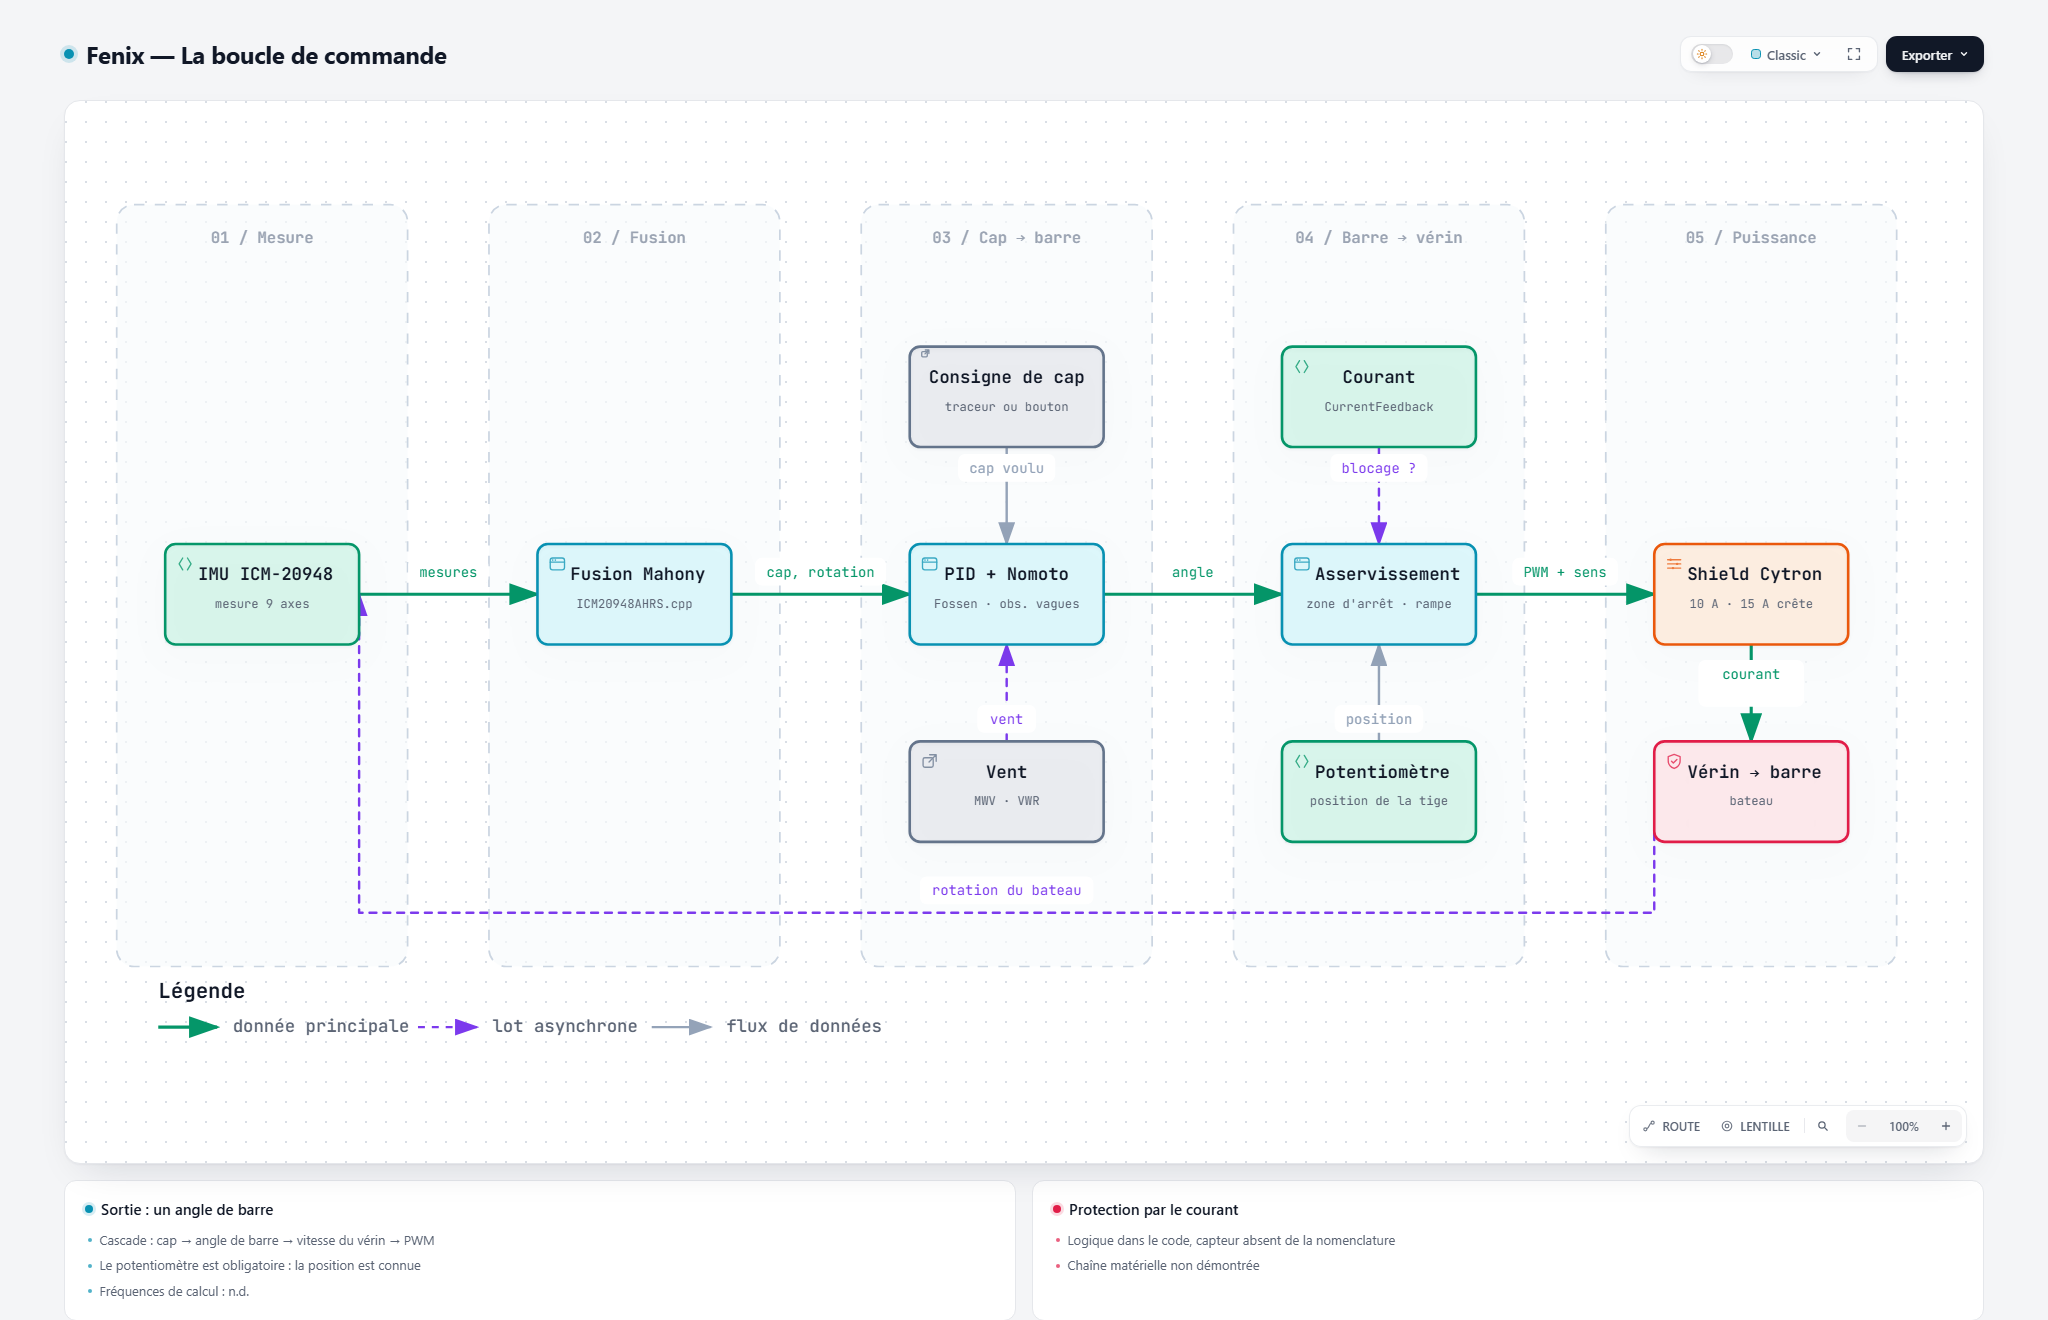 Fenix — La boucle de commande
Classic
Exporter
01 / Mesure
02 / Fusion
03 / Cap → barre
04 / Barre → vérin
05 / Puissance
Consigne de cap
traceur ou bouton
Courant
CurrentFeedback
cap voulu
blocage ?
IMU ICM-20948
mesure 9 axes
mesures
Fusion Mahony
ICM20948AHRS.cpp
cap, rotation
PID + Nomoto
Fossen · obs. vagues
angle
Asservissement
zone d'arrêt · rampe
PWM + sens
Shield Cytron
10 A · 15 A crête
courant
vent
position
Vent
MWV · VWR
Potentiomètre
position de la tige
Vérin → barre
bateau
rotation du bateau
Légende
donnée principale
lot asynchrone
flux de données
ROUTE
LENTILLE
− 100% +
Sortie : un angle de barre
• Cascade : cap → angle de barre → vitesse du vérin → PWM
• Le potentiomètre est obligatoire : la position est connue
• Fréquences de calcul : n.d.
Protection par le courant
• Logique dans le code, capteur absent de la nomenclature
• Chaîne matérielle non démontrée